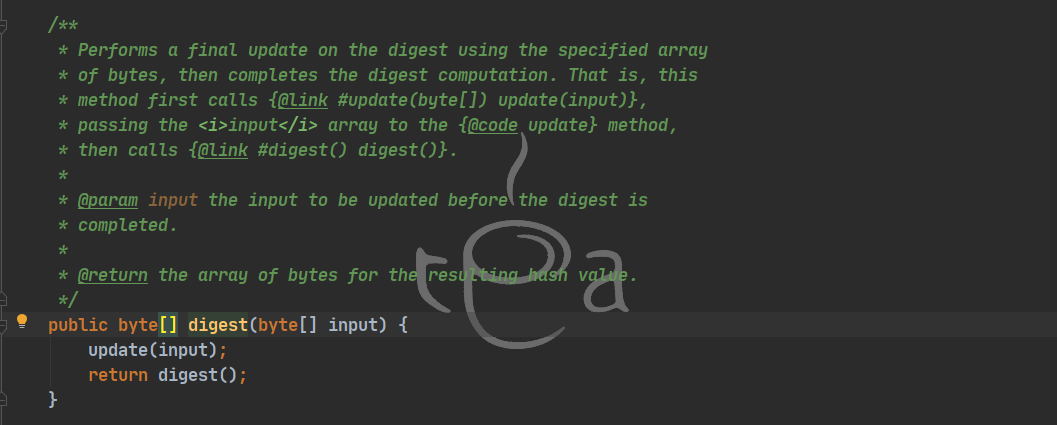 /**
* Performs a final update on the digest using the specified array
* of bytes, then completes the digest computation. That is, this
* method first calls {@link #update(byte[]) update(input)},
* passing the <i>input</i> array to the {@code update} method,
* then calls {@link #digest() digest()}.
*
* @param input the input to be updated before the digest is
* completed.
*
* @return the array of bytes for the resulting hash value.
*/
public byte[] digest(byte[] input) {
update(input);
return digest();
}
tea